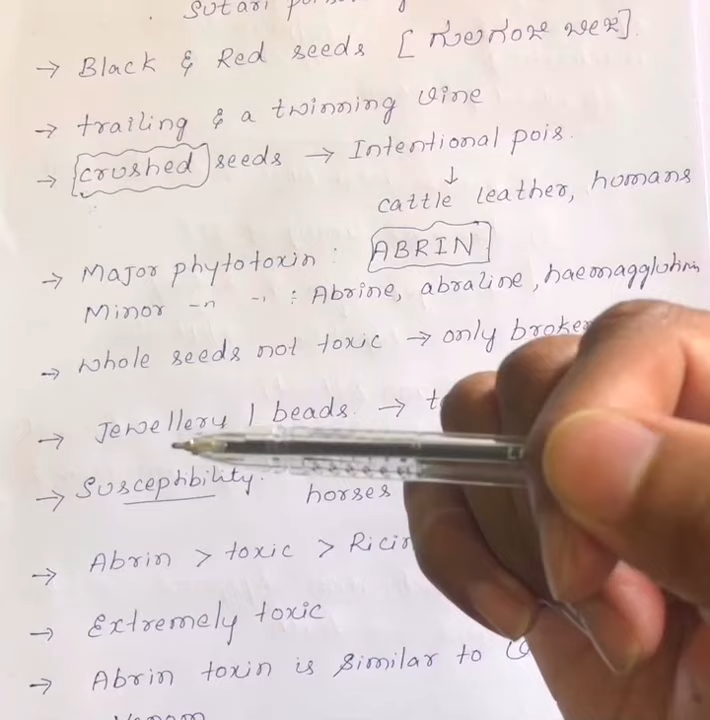 Sutari
→ Black & Red seeds [ ಗುಲಗಂಜಿ ಬೀಜ].
→ trailing & a twinning vine
→ crushed seeds → Intentional pois.
↓
cattle leather, humans
→ Major phytotoxin : ABRIN
Minor -n- -"- : Abrine, abraline, haemagglutinin
→ whole seeds not toxic → only broken
→ Jewellery / beads →
→ Susceptibility. horses
→ Abrin > toxic > Ricin
→ Extremely toxic
→ Abrin toxin is similar to
Venom